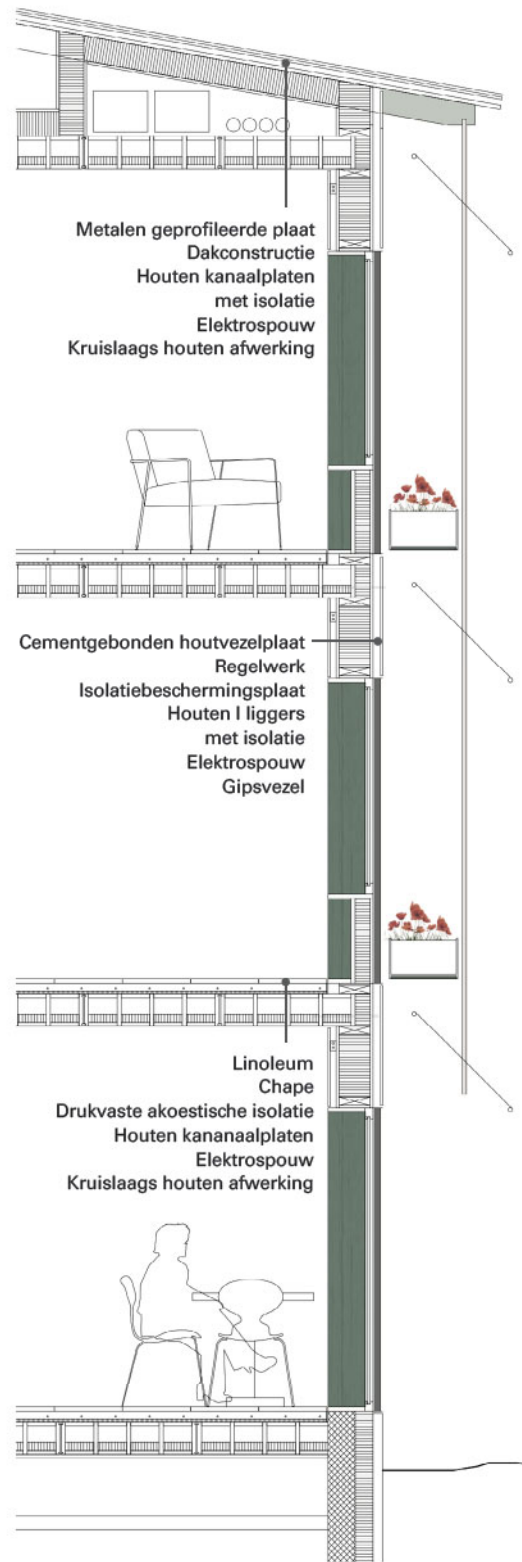 Metalen geprofileerde plaat
Dakconstructie
Houten kanaalplaten
met isolatie
Elektrospouw
Kruislaags houten afwerking
Cementgebonden houtvezelplaat
Regelwerk
Isolatiebeschermingsplaat
Houten I liggers
met isolatie
Elektrospouw
Gipsvezel
Linoleum
Chape
Drukvaste akoestische isolatie
Houten kananaalplaten
Elektrospouw
Kruislaags houten afwerking